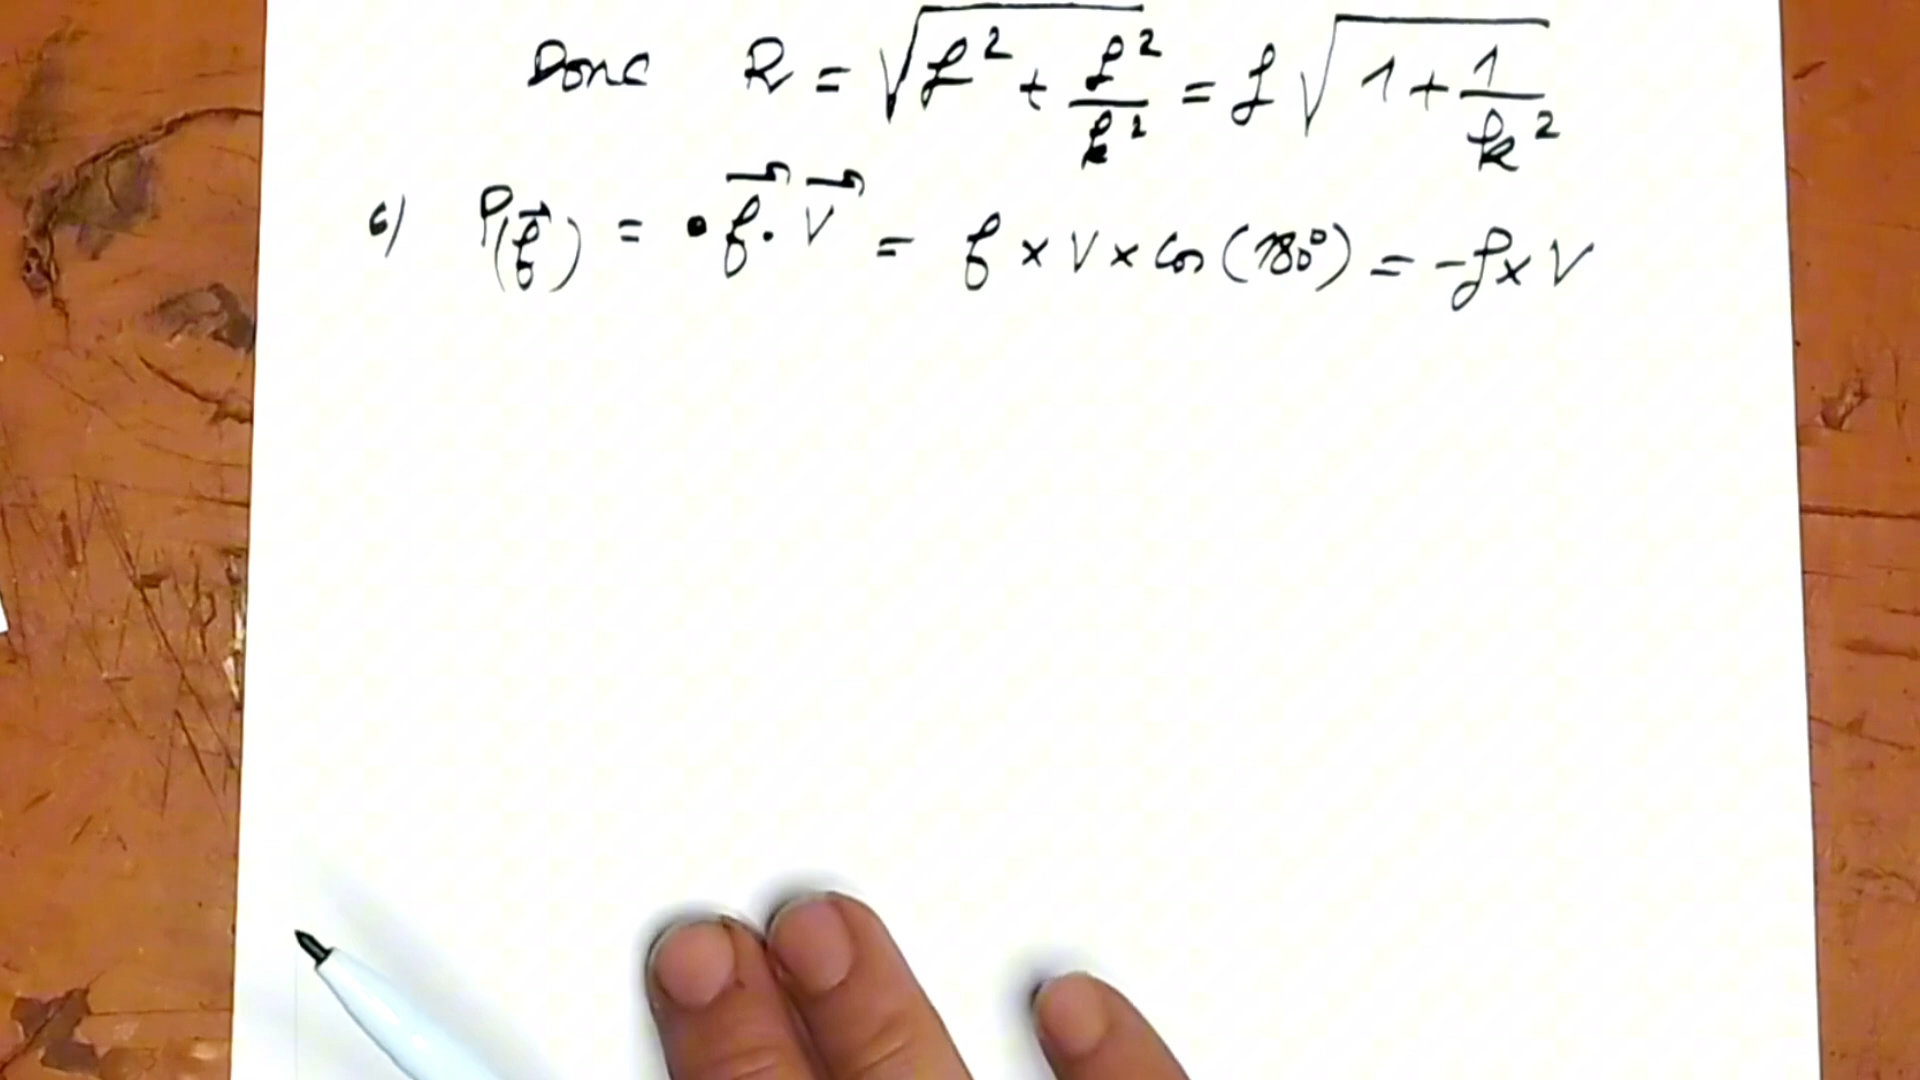 Donc R = √(f² + f²/k²) = f √(1 + 1/k²)
c) P(f⃗) = f⃗ . V⃗ = f × V × cos (180°) = - f × V